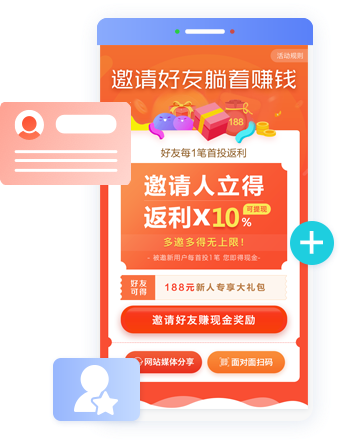 活动规则
邀请好友躺着赚钱
188
好友每1笔首投返利
邀请人立得
返利X10%
可提现
多邀多得无上限!
- 被邀新用户每首投1笔 您即得现金-
好友
可得
188元新人专享大礼包
邀请好友赚现金奖励
网站媒体分享
面对面扫码